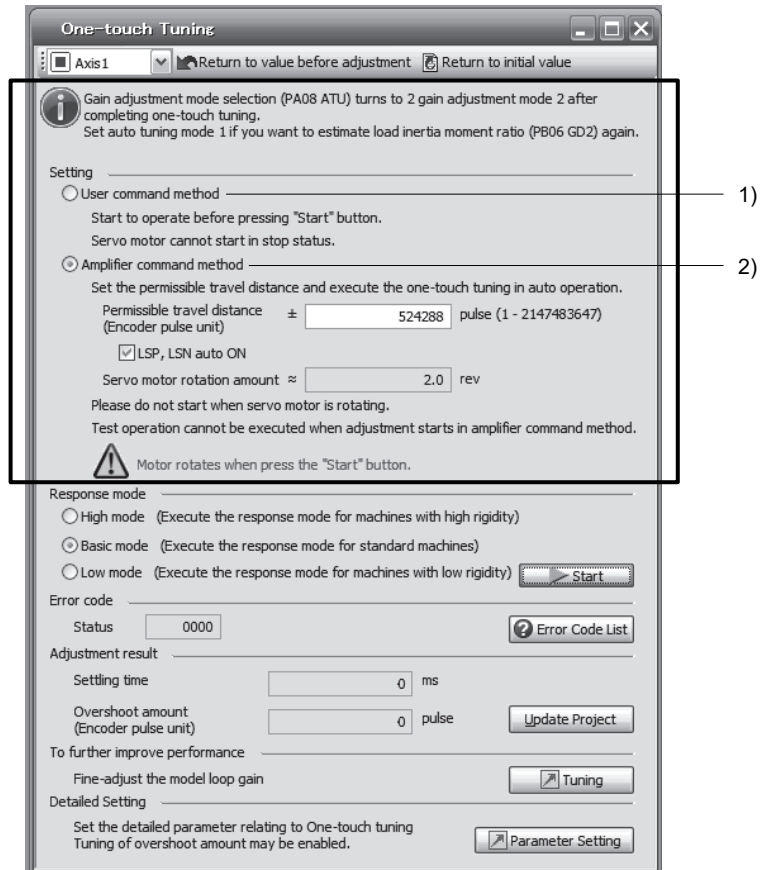 One-touch Tuning
Axis1 Return to value before adjustment Return to initial value
Gain adjustment mode selection (PA08 ATU) turns to 2 gain adjustment mode 2 after
completing one-touch tuning.
Set auto tuning mode 1 if you want to estimate load inertia moment ratio (PB06 GD2) again.
Setting
User command method 1)
Start to operate before pressing "Start" button.
Servo motor cannot start in stop status.
Amplifier command method 2)
Set the permissible travel distance and execute the one-touch tuning in auto operation.
Permissible travel distance ± 524288 pulse (1 - 2147483647)
(Encoder pulse unit)
LSP, LSN auto ON
Servo motor rotation amount ≈ 2.0 rev
Please do not start when servo motor is rotating.
Test operation cannot be executed when adjustment starts in amplifier command method.
Motor rotates when press the "Start" button.
Response mode
High mode (Execute the response mode for machines with high rigidity)
Basic mode (Execute the response mode for standard machines)
Low mode (Execute the response mode for machines with low rigidity) Start
Error code
Status 0000 Error Code List
Adjustment result
Settling time 0 ms
Overshoot amount 0 pulse Update Project
(Encoder pulse unit)
To further improve performance
Fine-adjust the model loop gain Tuning
Detailed Setting
Set the detailed parameter relating to One-touch tuning
Tuning of overshoot amount may be enabled. Parameter Setting